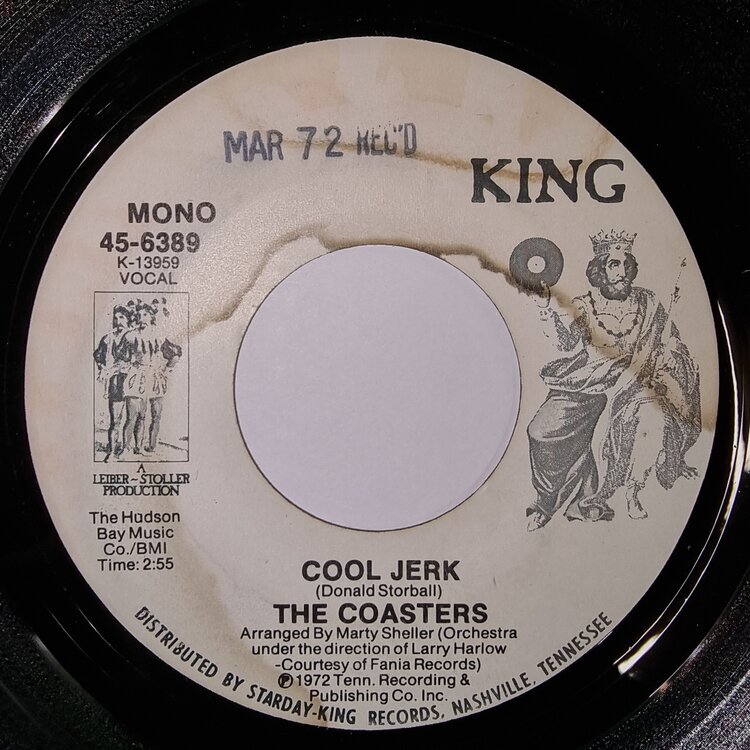 MAR 72 REC'D
KING
MONO
45-6389
K-13959
VOCAL
A
LEIBER~STOLLER
PRODUCTION
The Hudson
Bay Music
Co./BMI
Time: 2:55
COOL JERK
(Donald Storball)
THE COASTERS
Arranged By Marty Sheller (Orchestra
under the direction of Larry Harlow
-Courtesy of Fania Records)
℗ 1972 Tenn. Recording &
Publishing Co. Inc.
DISTRIBUTED BY STARDAY-KING RECORDS, NASHVILLE, TENNESSEE